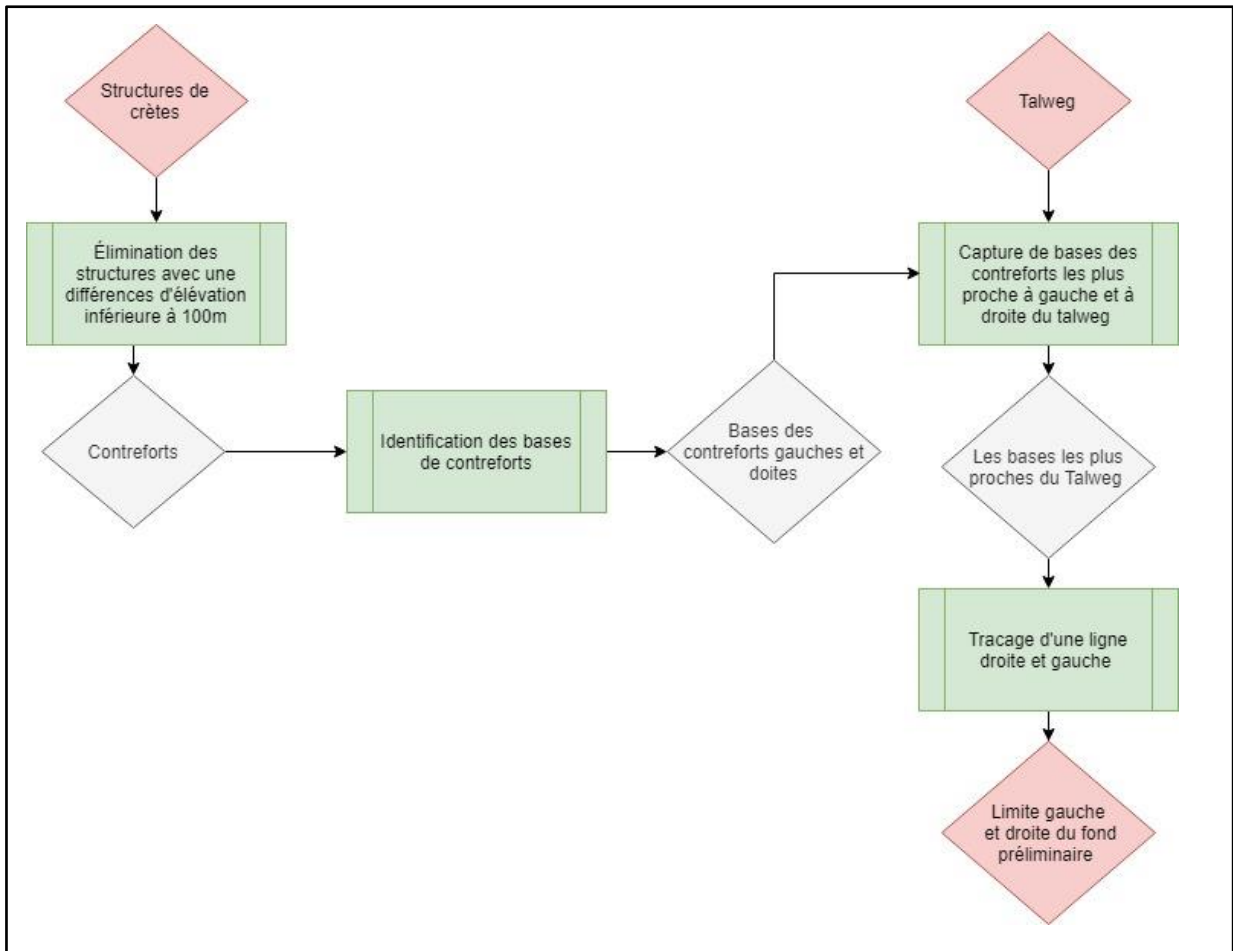 Structures de
crètes
Talweg
Élimination des
structures avec une
différences d'élévation
inférieure à 100m
Capture de bases des
contreforts les plus
proche à gauche et à
droite du talweg
Contreforts
Identification des bases
de contreforts
Bases des
contreforts gauches et
doites
Les bases les plus
proches du Talweg
Tracage d'une ligne
droite et gauche
Limite gauche
et droite du fond
préliminaire